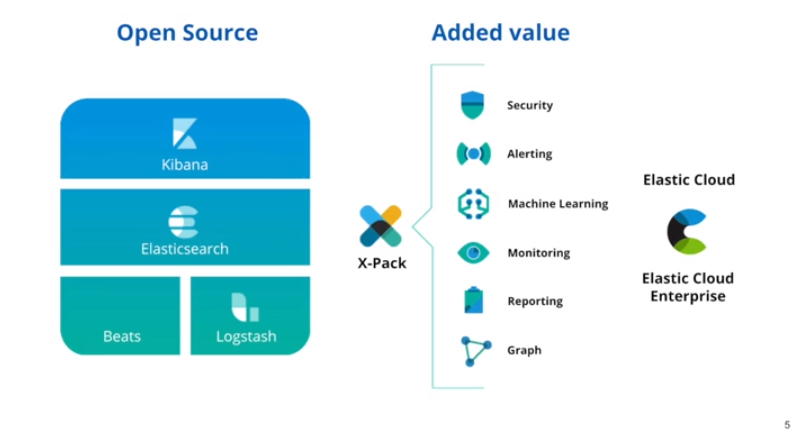 Open Source
Added value
Kibana
Elasticsearch
Beats
Logstash
X-Pack
Security
Alerting
Machine Learning
Monitoring
Reporting
Graph
Elastic Cloud
Elastic Cloud
Enterprise
5